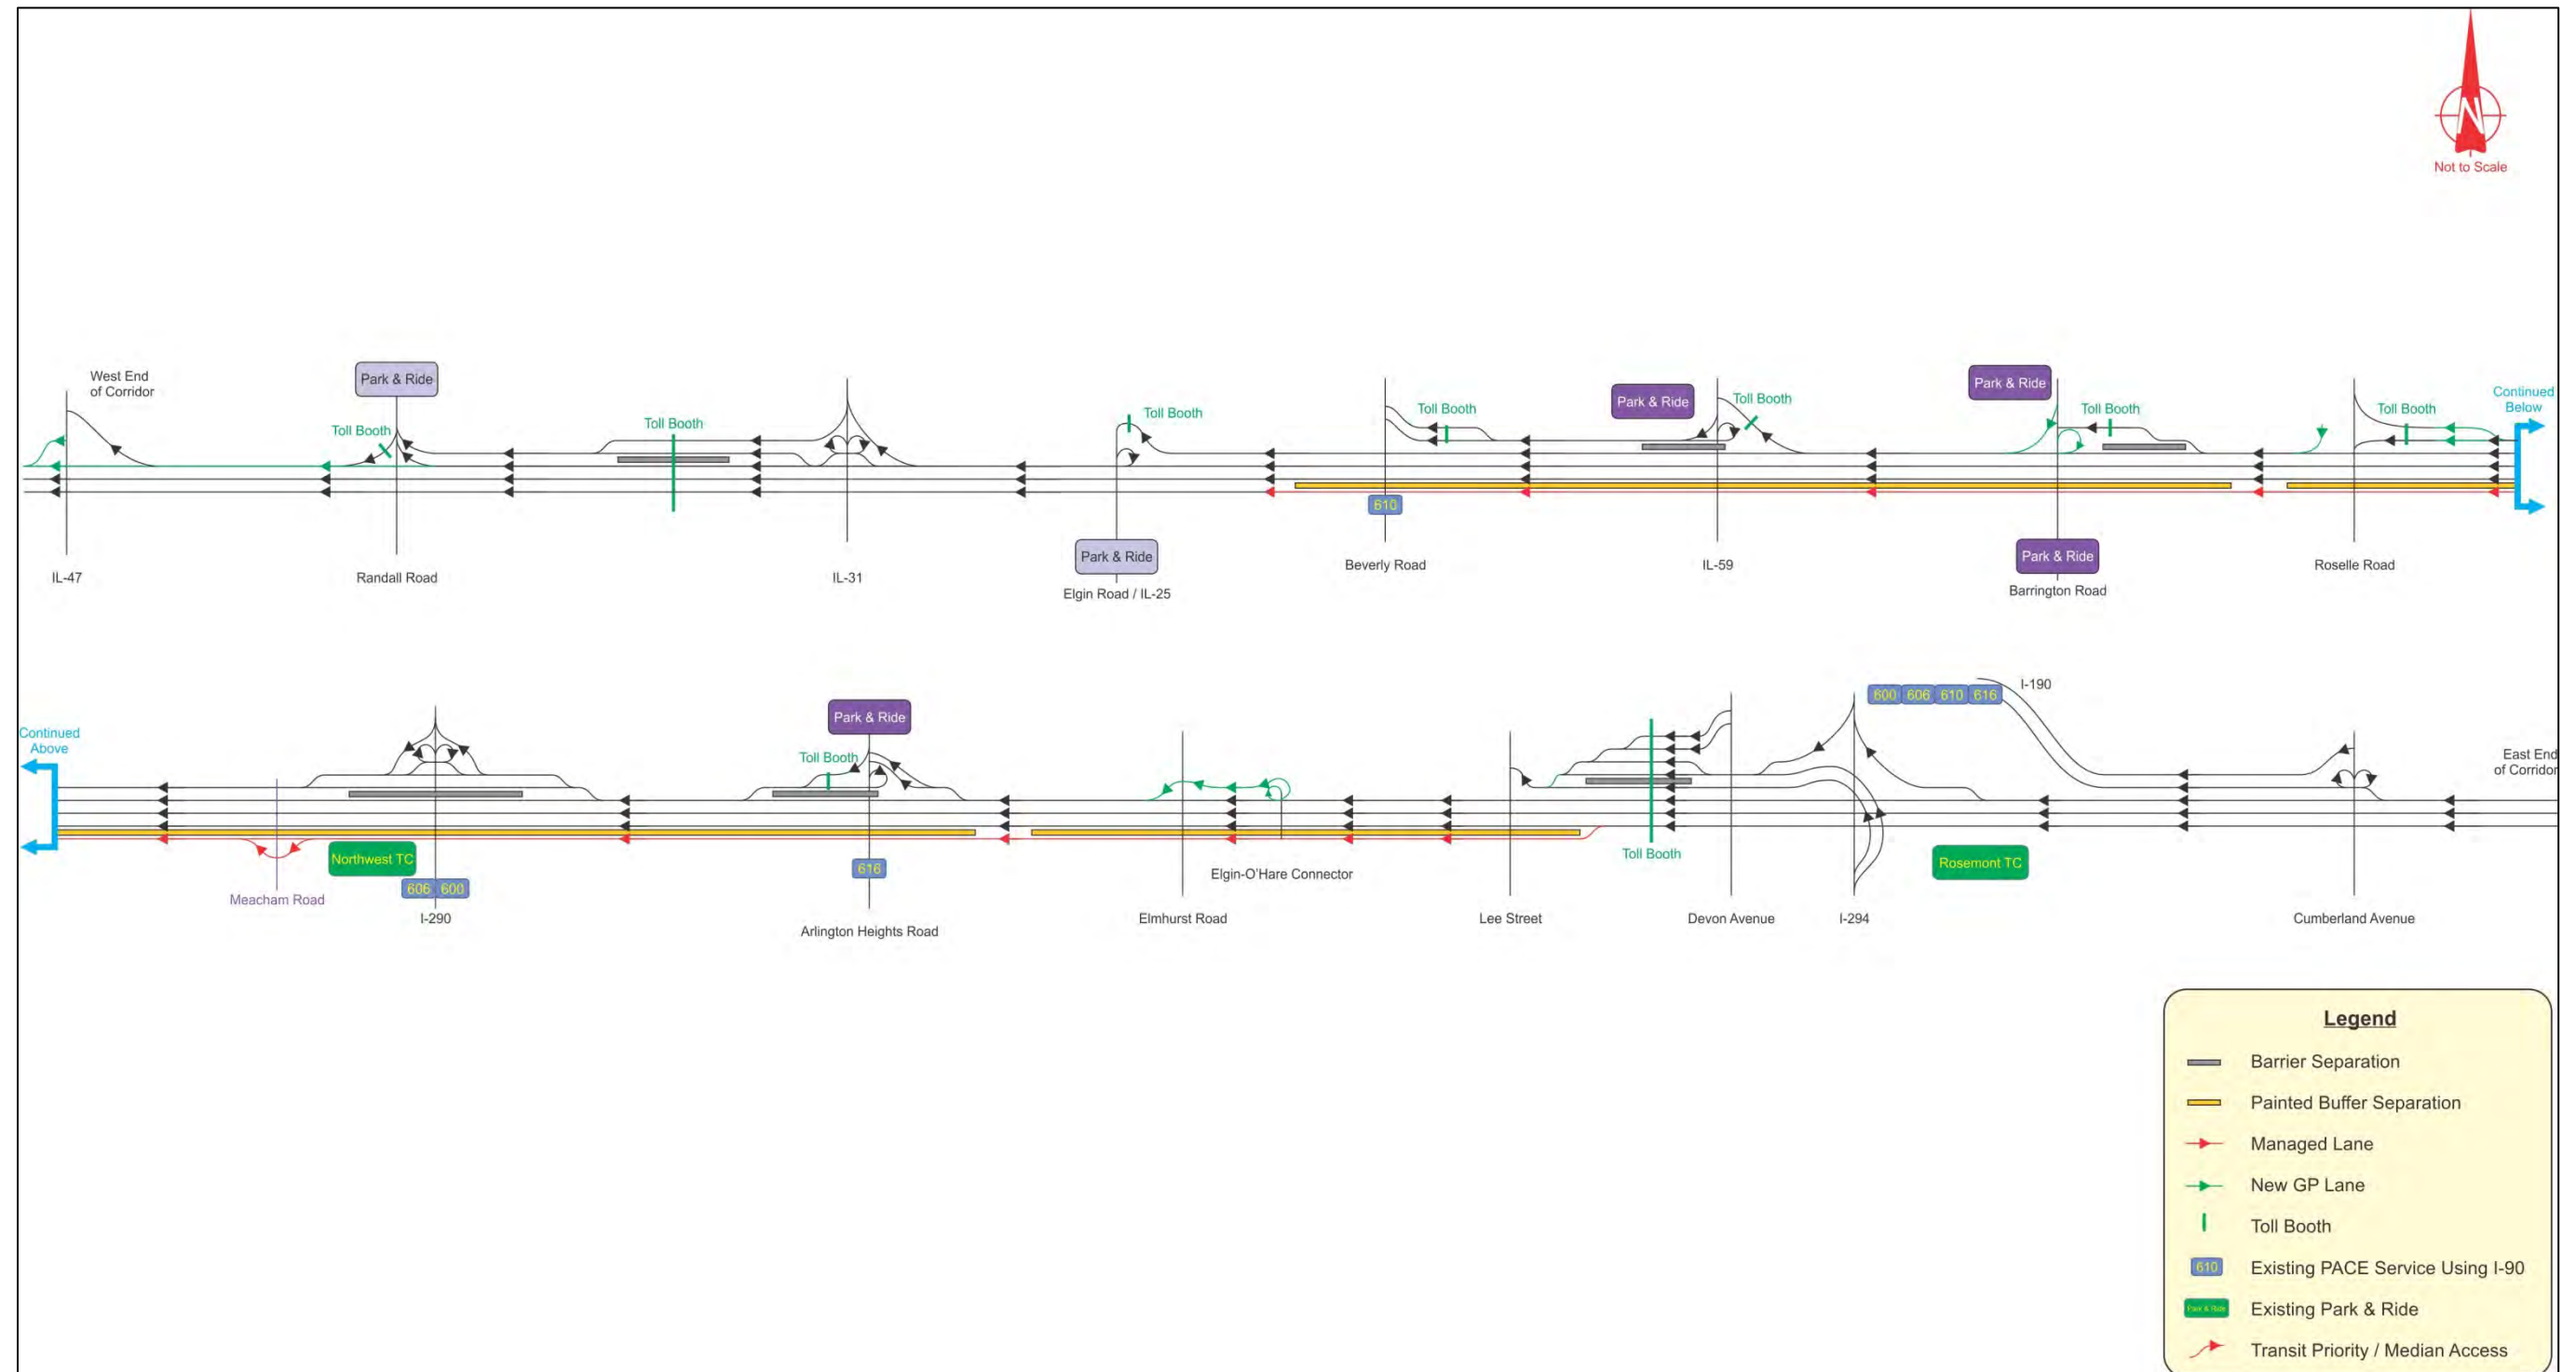 N
Not to Scale
West End
of Corridor
Park & Ride
Toll Booth
Toll Booth
Toll Booth
Toll Booth
Park & Ride
Toll Booth
Park & Ride
Toll Booth
Toll Booth
Continued
Below
610
Park & Ride
Park & Ride
IL-47
Randall Road
IL-31
Elgin Road / IL-25
Beverly Road
IL-59
Barrington Road
Roselle Road
Continued
Above
Park & Ride
Toll Booth
600 606 610 616
I-190
East End
of Corridor
Northwest TC
606 600
616
Toll Booth
Rosemont TC
Meacham Road
I-290
Arlington Heights Road
Elmhurst Road
Elgin-O'Hare Connector
Lee Street
Devon Avenue
I-294
Cumberland Avenue
Legend
Barrier Separation
Painted Buffer Separation
Managed Lane
New GP Lane
Toll Booth
610 Existing PACE Service Using I-90
Park & Ride Existing Park & Ride
Transit Priority / Median Access